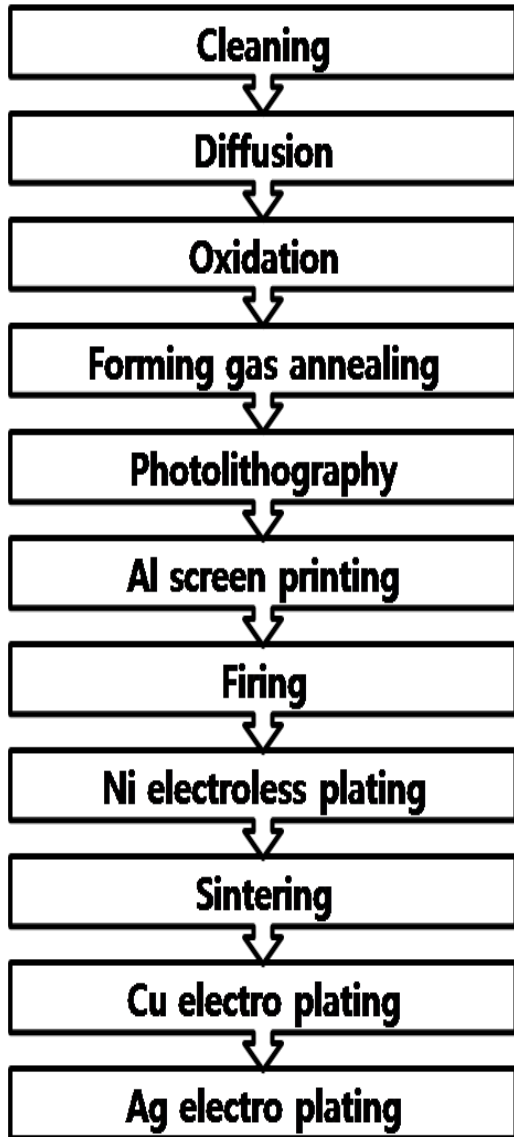 Cleaning
Diffusion
Oxidation
Forming gas annealing
Photolithography
Al screen printing
Firing
Ni electroless plating
Sintering
Cu electro plating
Ag electro plating